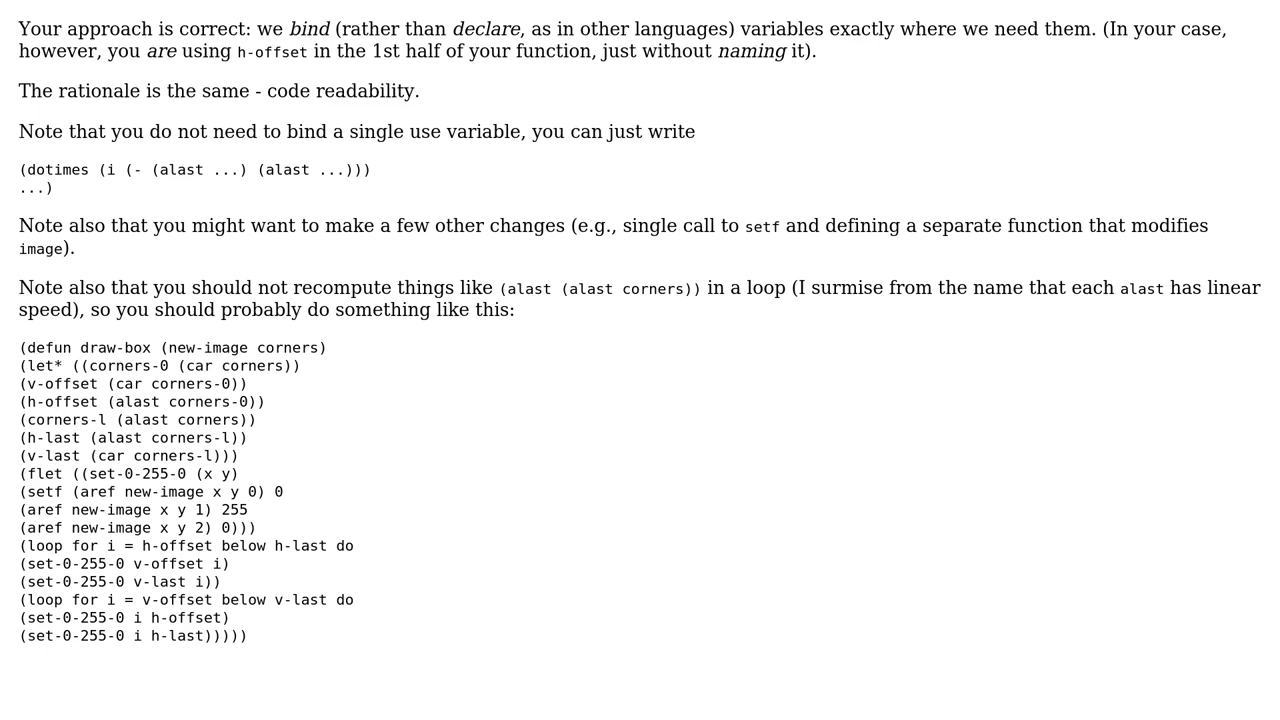 Your approach is correct: we bind (rather than declare, as in other languages) variables exactly where we need them. (In your case,
however, you are using h-offset in the 1st half of your function, just without naming it).
The rationale is the same - code readability.
Note that you do not need to bind a single use variable, you can just write
(dotimes (i (- (alast ...) (alast ...)))
...)
Note also that you might want to make a few other changes (e.g., single call to setf and defining a separate function that modifies
image).
Note also that you should not recompute things like (alast (alast corners)) in a loop (I surmise from the name that each alast has linear
speed), so you should probably do something like this:
(defun draw-box (new-image corners)
(let* ((corners-0 (car corners))
(v-offset (car corners-0))
(h-offset (alast corners-0))
(corners-l (alast corners))
(h-last (alast corners-l))
(v-last (car corners-l)))
(flet ((set-0-255-0 (x y)
(setf (aref new-image x y 0) 0
(aref new-image x y 1) 255
(aref new-image x y 2) 0)))
(loop for i = h-offset below h-last do
(set-0-255-0 v-offset i)
(set-0-255-0 v-last i))
(loop for i = v-offset below v-last do
(set-0-255-0 i h-offset)
(set-0-255-0 i h-last)))))